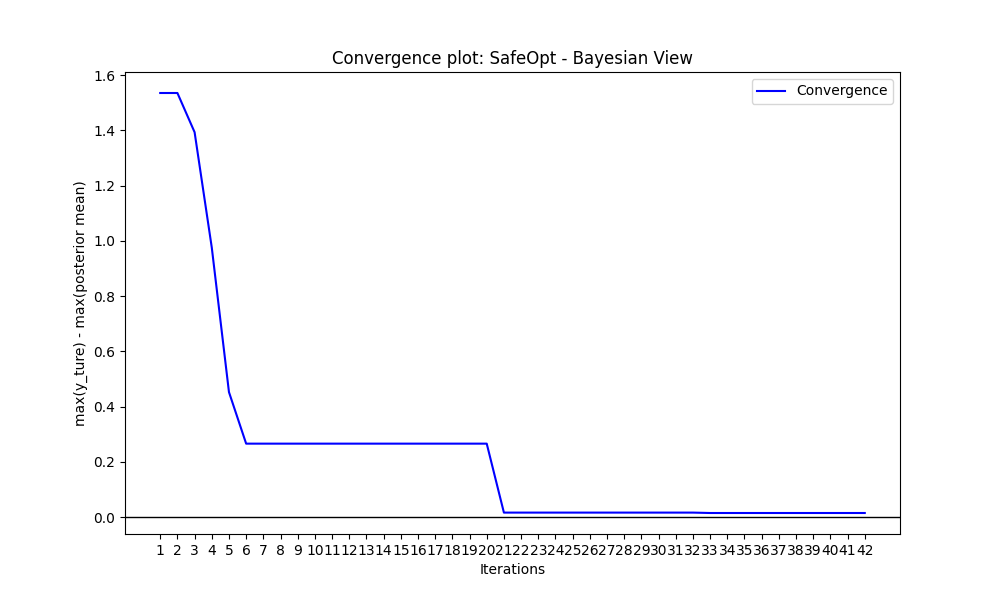 Convergence plot: SafeOpt - Bayesian View
Convergence
max(y_ture) - max(posterior mean)
1.6
1.4
1.2
1.0
0.8
0.6
0.4
0.2
0.0
1 2 3 4 5 6 7 8 9 10 11 12 13 14 15 16 17 18 19 20 21 22 23 24 25 26 27 28 29 30 31 32 33 34 35 36 37 38 39 40 41 42
Iterations